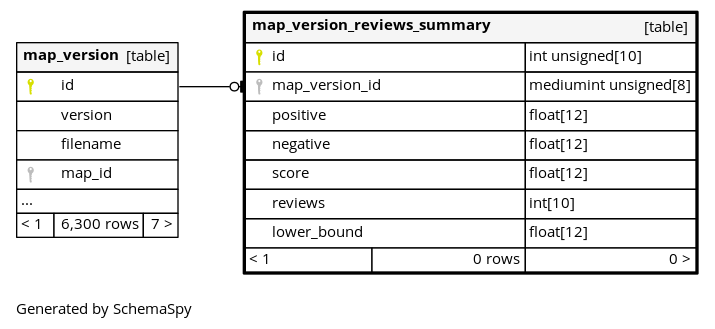 map_version [table]
id
version
filename
map_id
...
< 1 6,300 rows 7 >
map_version_reviews_summary [table]
id int unsigned[10]
map_version_id mediumint unsigned[8]
positive float[12]
negative float[12]
score float[12]
reviews int[10]
lower_bound float[12]
< 1 0 rows 0 >
Generated by SchemaSpy